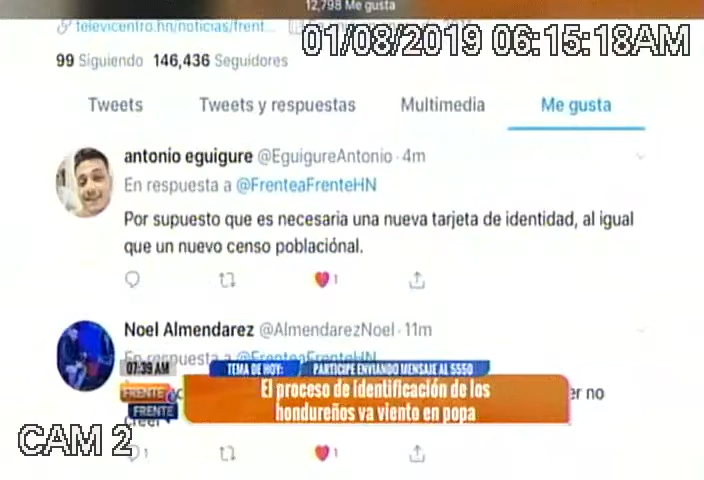 12,798 Me gusta
televicentro.hn/noticias/frent...
01/08/2019 06:15:18AM
99 Siguiendo 146,436 Seguidores
Tweets Tweets y respuestas Multimedia Me gusta
antonio eguigure @EguigureAntonio · 4m
En respuesta a @FrenteaFrenteHN
Por supuesto que es necesaria una nueva tarjeta de identidad, al igual
que un nuevo censo poblaciónal.
1
Noel Almendarez @AlmendarezNoel · 11m
En respuesta a @FrenteaFrenteHN
07:39 AM
TEMA DE HOY: PARTICIPE ENVIANDO MENSAJE AL 5550
FRENTE a
FRENTE
El proceso de identificación de los
hondureños va viento en popa
er no
creer
CAM 2
1
1